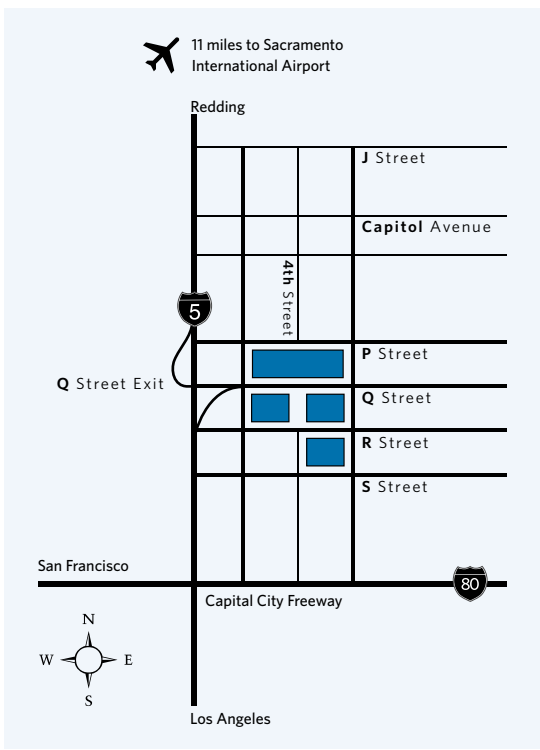 11 miles to Sacramento
International Airport
Redding
J Street
Capitol Avenue
4th Street
5
P Street
Q Street Exit
Q Street
R Street
S Street
San Francisco
80
Capital City Freeway
N
W E
S
Los Angeles